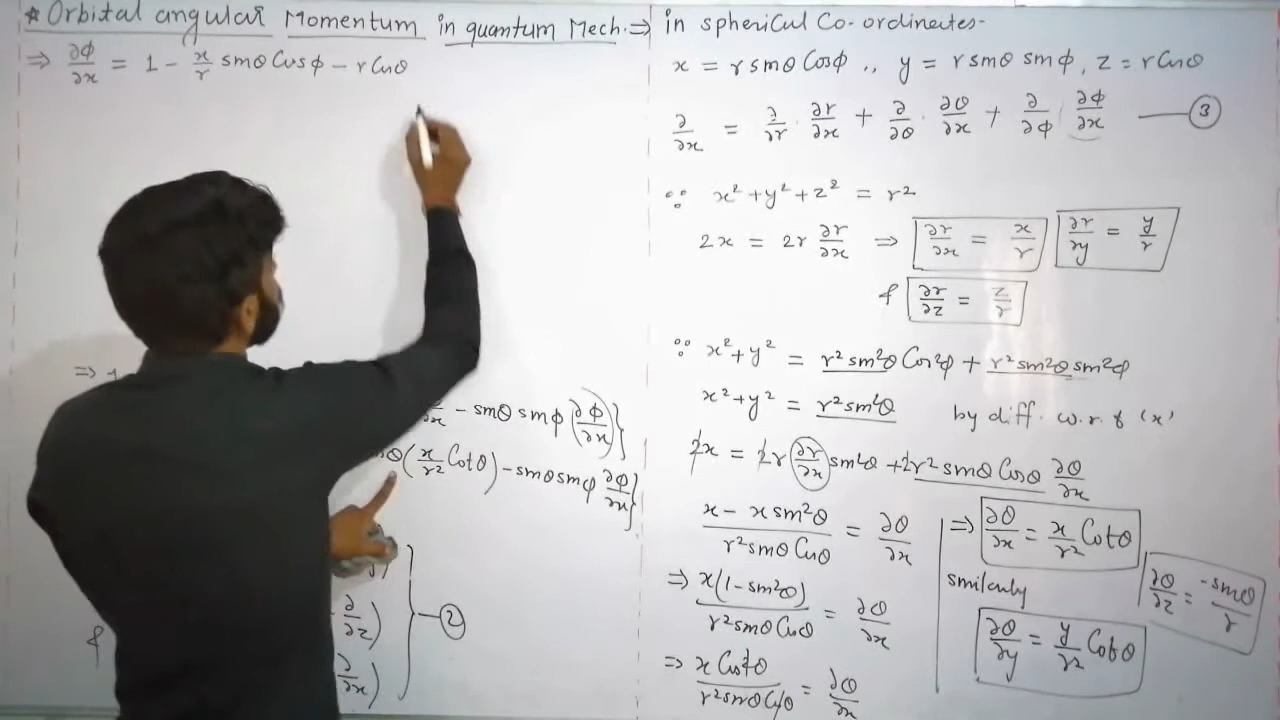 * Orbital angular Momentum in quantum Mech. ⇒
⇒ ∂ϕ/∂x = 1 - x/r sinθ Cosϕ - r Cosθ
⇒ 1
∂x - sinθ sinϕ (∂ϕ/∂x)}
θ (x/r² Cotθ) - sinθ sinϕ ∂ϕ/∂x}
&
∂/∂z)
∂/∂x)
} — ②
in sphericul Co-ordinates-
x = r sinθ Cosϕ ., y = r sinθ sinϕ, z = r Cosθ
∂/∂x = ∂/∂r · ∂r/∂x + ∂/∂θ · ∂θ/∂x + ∂/∂ϕ ∂ϕ/∂x — ③
∵ x² + y² + z² = r²
2x = 2r ∂r/∂x ⇒ ∂r/∂x = x/r ∂r/∂y = y/r
& ∂r/∂z = z/r
∵ x² + y² = r² sin²θ Cos²ϕ + r² sin²θ sin²ϕ
x² + y² = r² sin²θ by diff. w.r.t 'x'
2x = 2r ∂r/∂x sin²θ + 2r² sinθ Cosθ ∂θ/∂x
x - x sin²θ / r² sinθ Cosθ = ∂θ/∂x
⇒ x(1 - sin²θ) / r² sinθ Cosθ = ∂θ/∂x
⇒ x Cos²θ / r² sinθ Cosθ = ∂θ/∂x
⇒ ∂θ/∂x = x/r² Cotθ
similarly
∂θ/∂y = y/r² Cotθ
∂θ/∂z = -sinθ/r